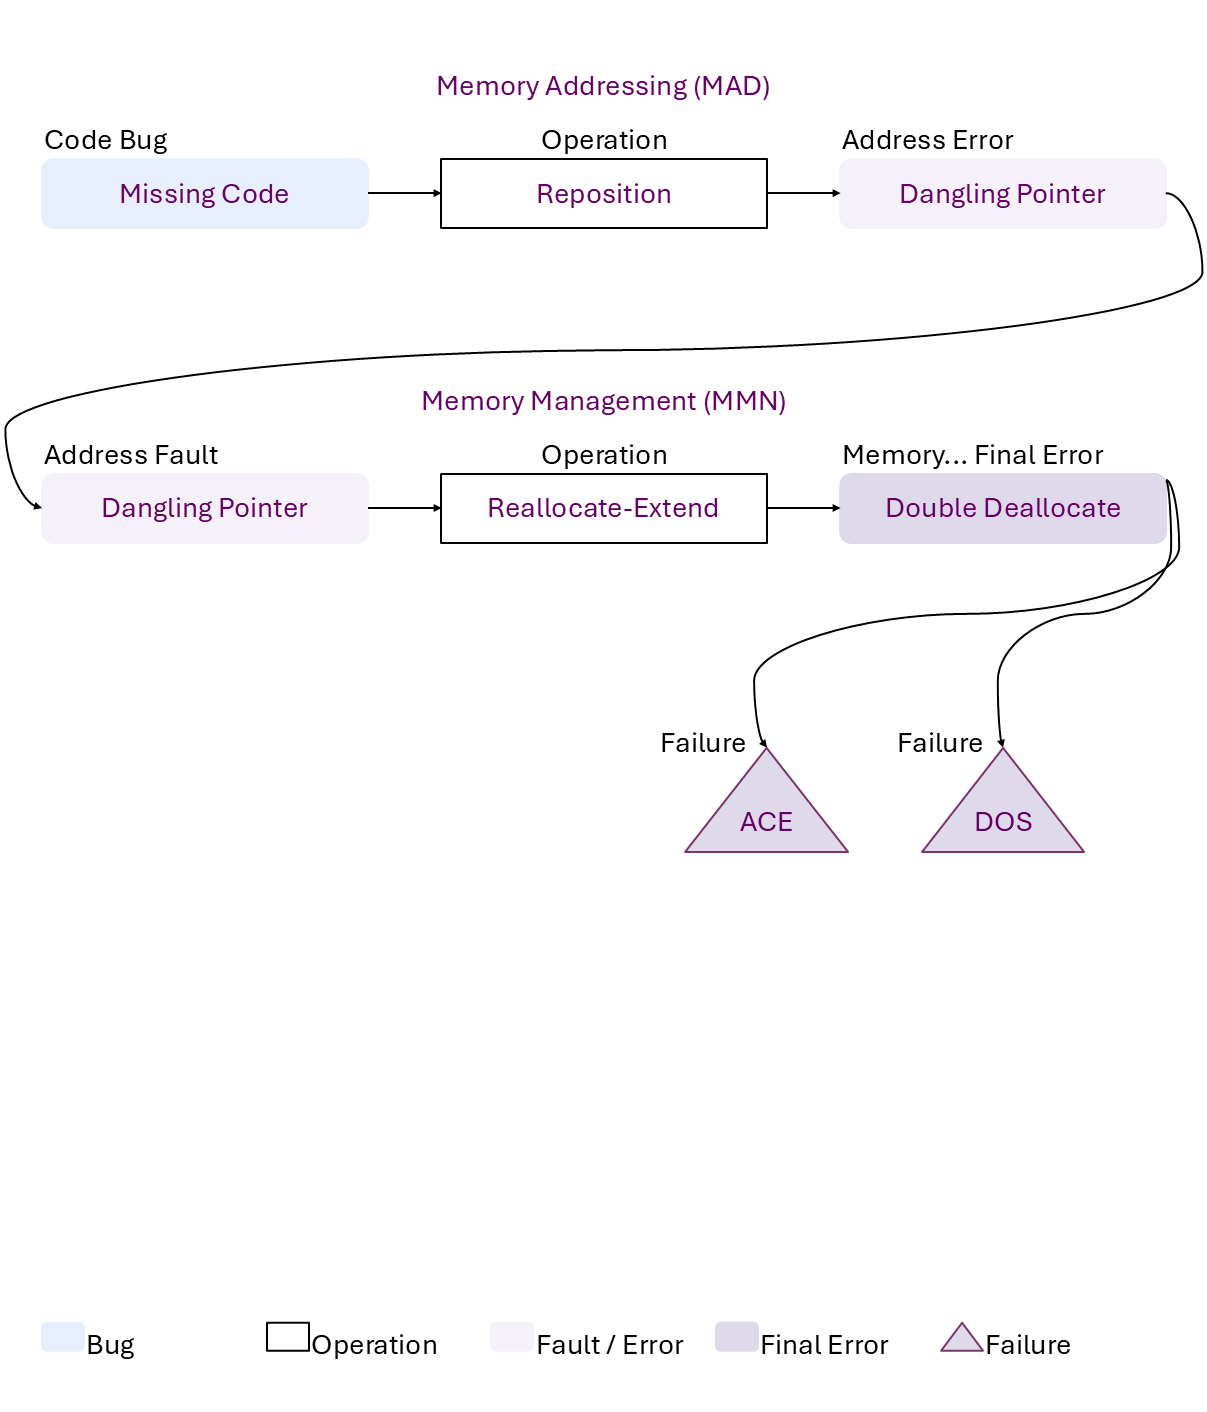 Memory Addressing (MAD)
Code Bug
Operation
Address Error
Missing Code
Reposition
Dangling Pointer
Memory Management (MMN)
Address Fault
Operation
Memory... Final Error
Dangling Pointer
Reallocate-Extend
Double Deallocate
Failure
Failure
ACE
DOS
Bug
Operation
Fault / Error
Final Error
Failure